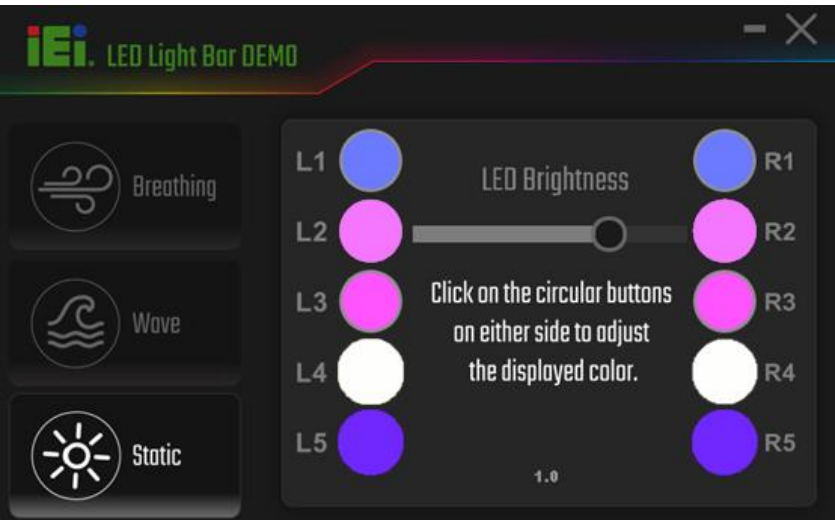 iEi. LED Light Bar DEMO
Breathing
Wave
Static
L1
L2
L3
L4
L5
LED Brightness
Click on the circular buttons
on either side to adjust
the displayed color.
1.0
R1
R2
R3
R4
R5